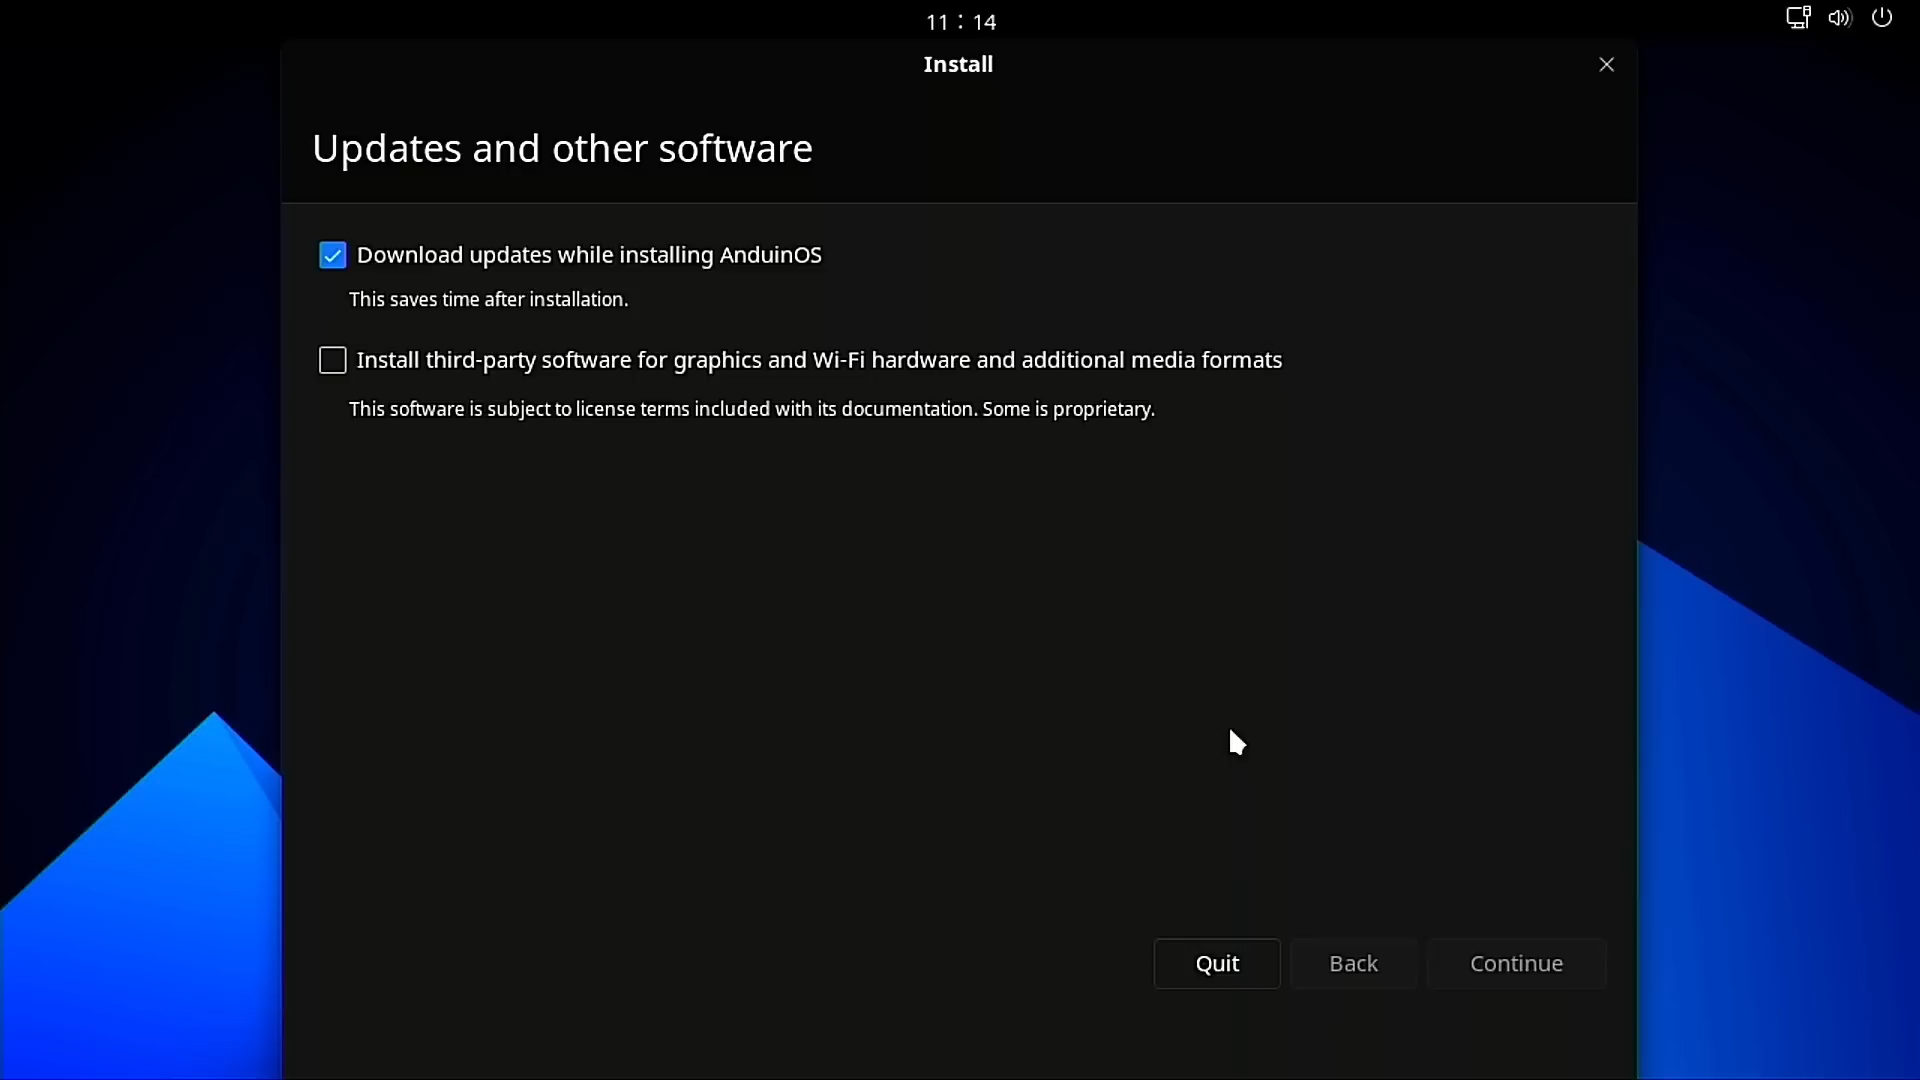 11 : 14
Install
Updates and other software
Download updates while installing AnduinOS
This saves time after installation.
Install third-party software for graphics and Wi-Fi hardware and additional media formats
This software is subject to license terms included with its documentation. Some is proprietary.
Quit
Back
Continue